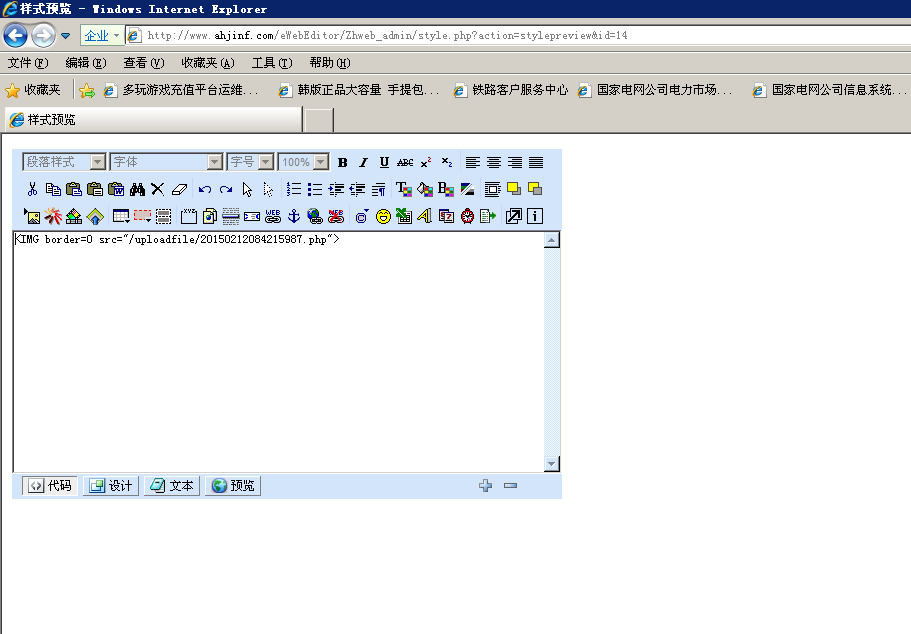 样式预览 - Windows Internet Explorer
企业 http://www.ahjinf.com/eWebEditor/Zhweb_admin/style.php?action=stylepreview&id=14
文件(F) 编辑(E) 查看(V) 收藏夹(A) 工具(T) 帮助(H)
收藏夹 多玩游戏充值平台运维... 韩版正品大容量 手提包... 铁路客户服务中心 国家电网公司电力市场... 国家电网公司信息系统...
样式预览
段落样式 字体 字号 100% B I U ABC x² x₂
<IMG border=0 src="/uploadfile/20150212084215987.php">
代码 设计 文本 预览